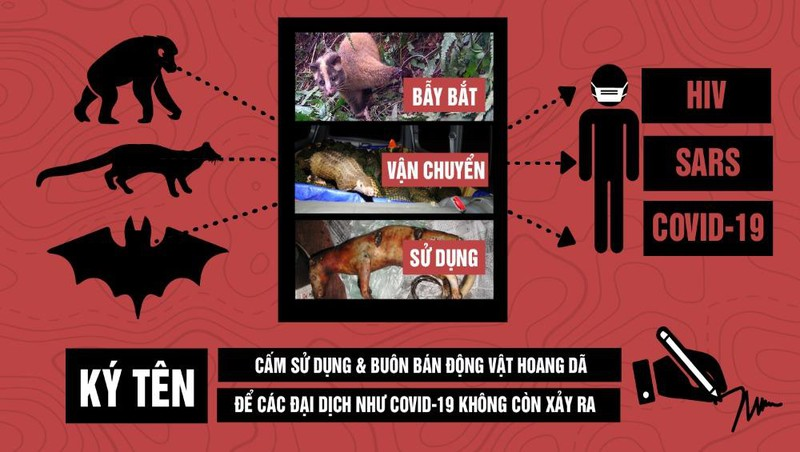 BẪY BẮT
VẬN CHUYỂN
SỬ DỤNG
HIV
SARS
COVID-19
KÝ TÊN
CẤM SỬ DỤNG & BUÔN BÁN ĐỘNG VẬT HOANG DÃ
ĐỂ CÁC ĐẠI DỊCH NHƯ COVID-19 KHÔNG CÒN XẢY RA